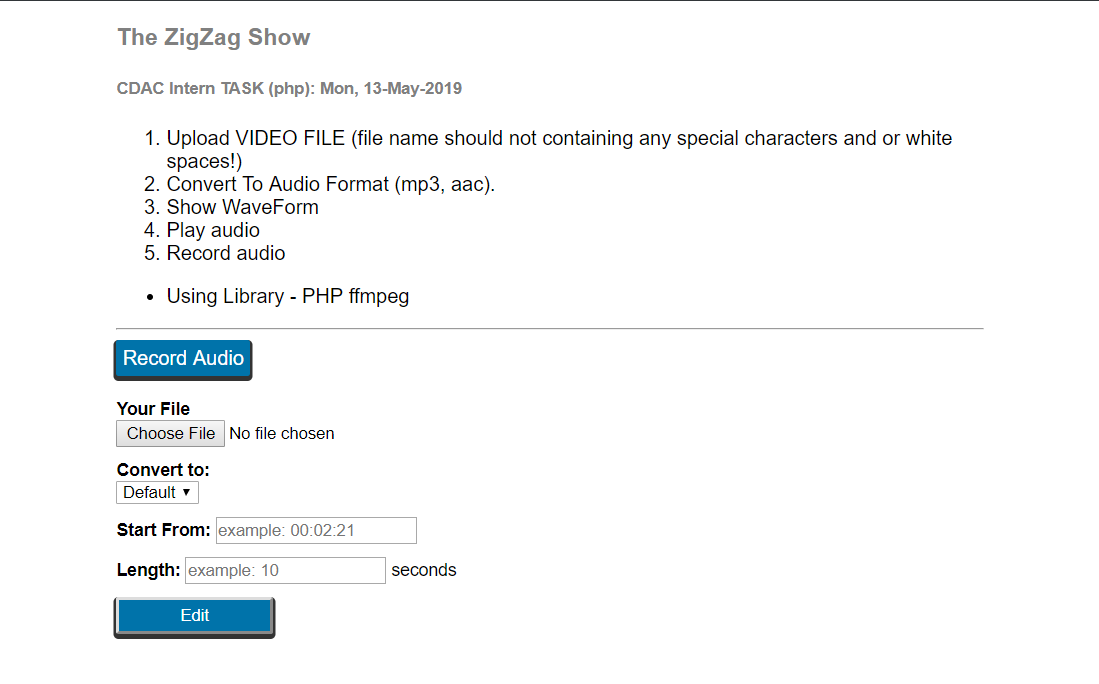 The ZigZag Show
CDAC Intern TASK (php): Mon, 13-May-2019
1. Upload VIDEO FILE (file name should not containing any special characters and or white
spaces!)
2. Convert To Audio Format (mp3, aac).
3. Show WaveForm
4. Play audio
5. Record audio
• Using Library - PHP ffmpeg
Record Audio
Your File
Choose File No file chosen
Convert to:
Default ▼
Start From: example: 00:02:21
Length: example: 10 seconds
Edit